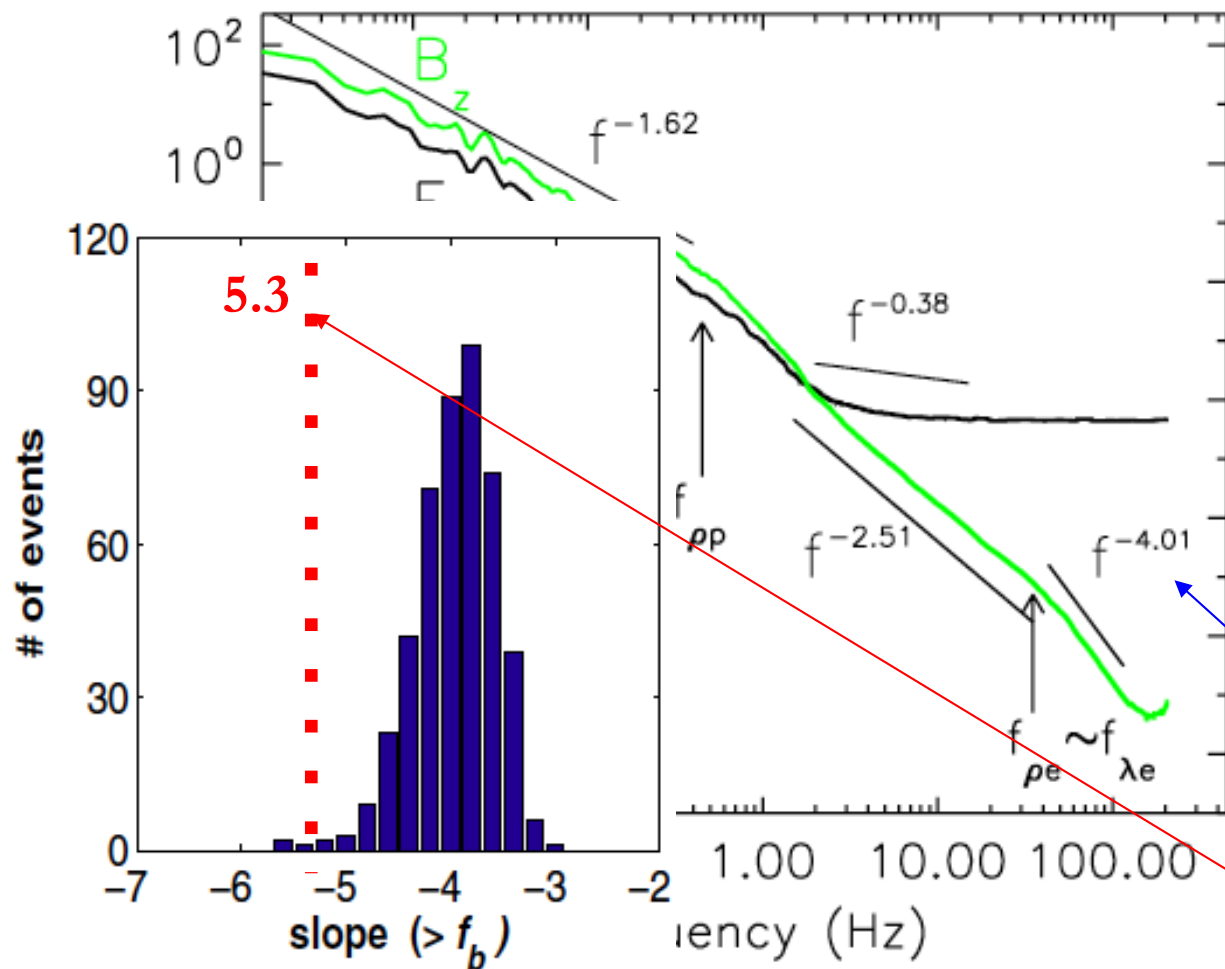 10^2
B_z
f^-1.62
10^0
120
5.3
f^-0.38
90
# of events
60
ρp
f^-2.51
f^-4.01
30
f_ρe ~f_λe
0
−7 −6 −5 −4 −3 −2
1.00 10.00 100.00
slope (> f_b)
uency (Hz)